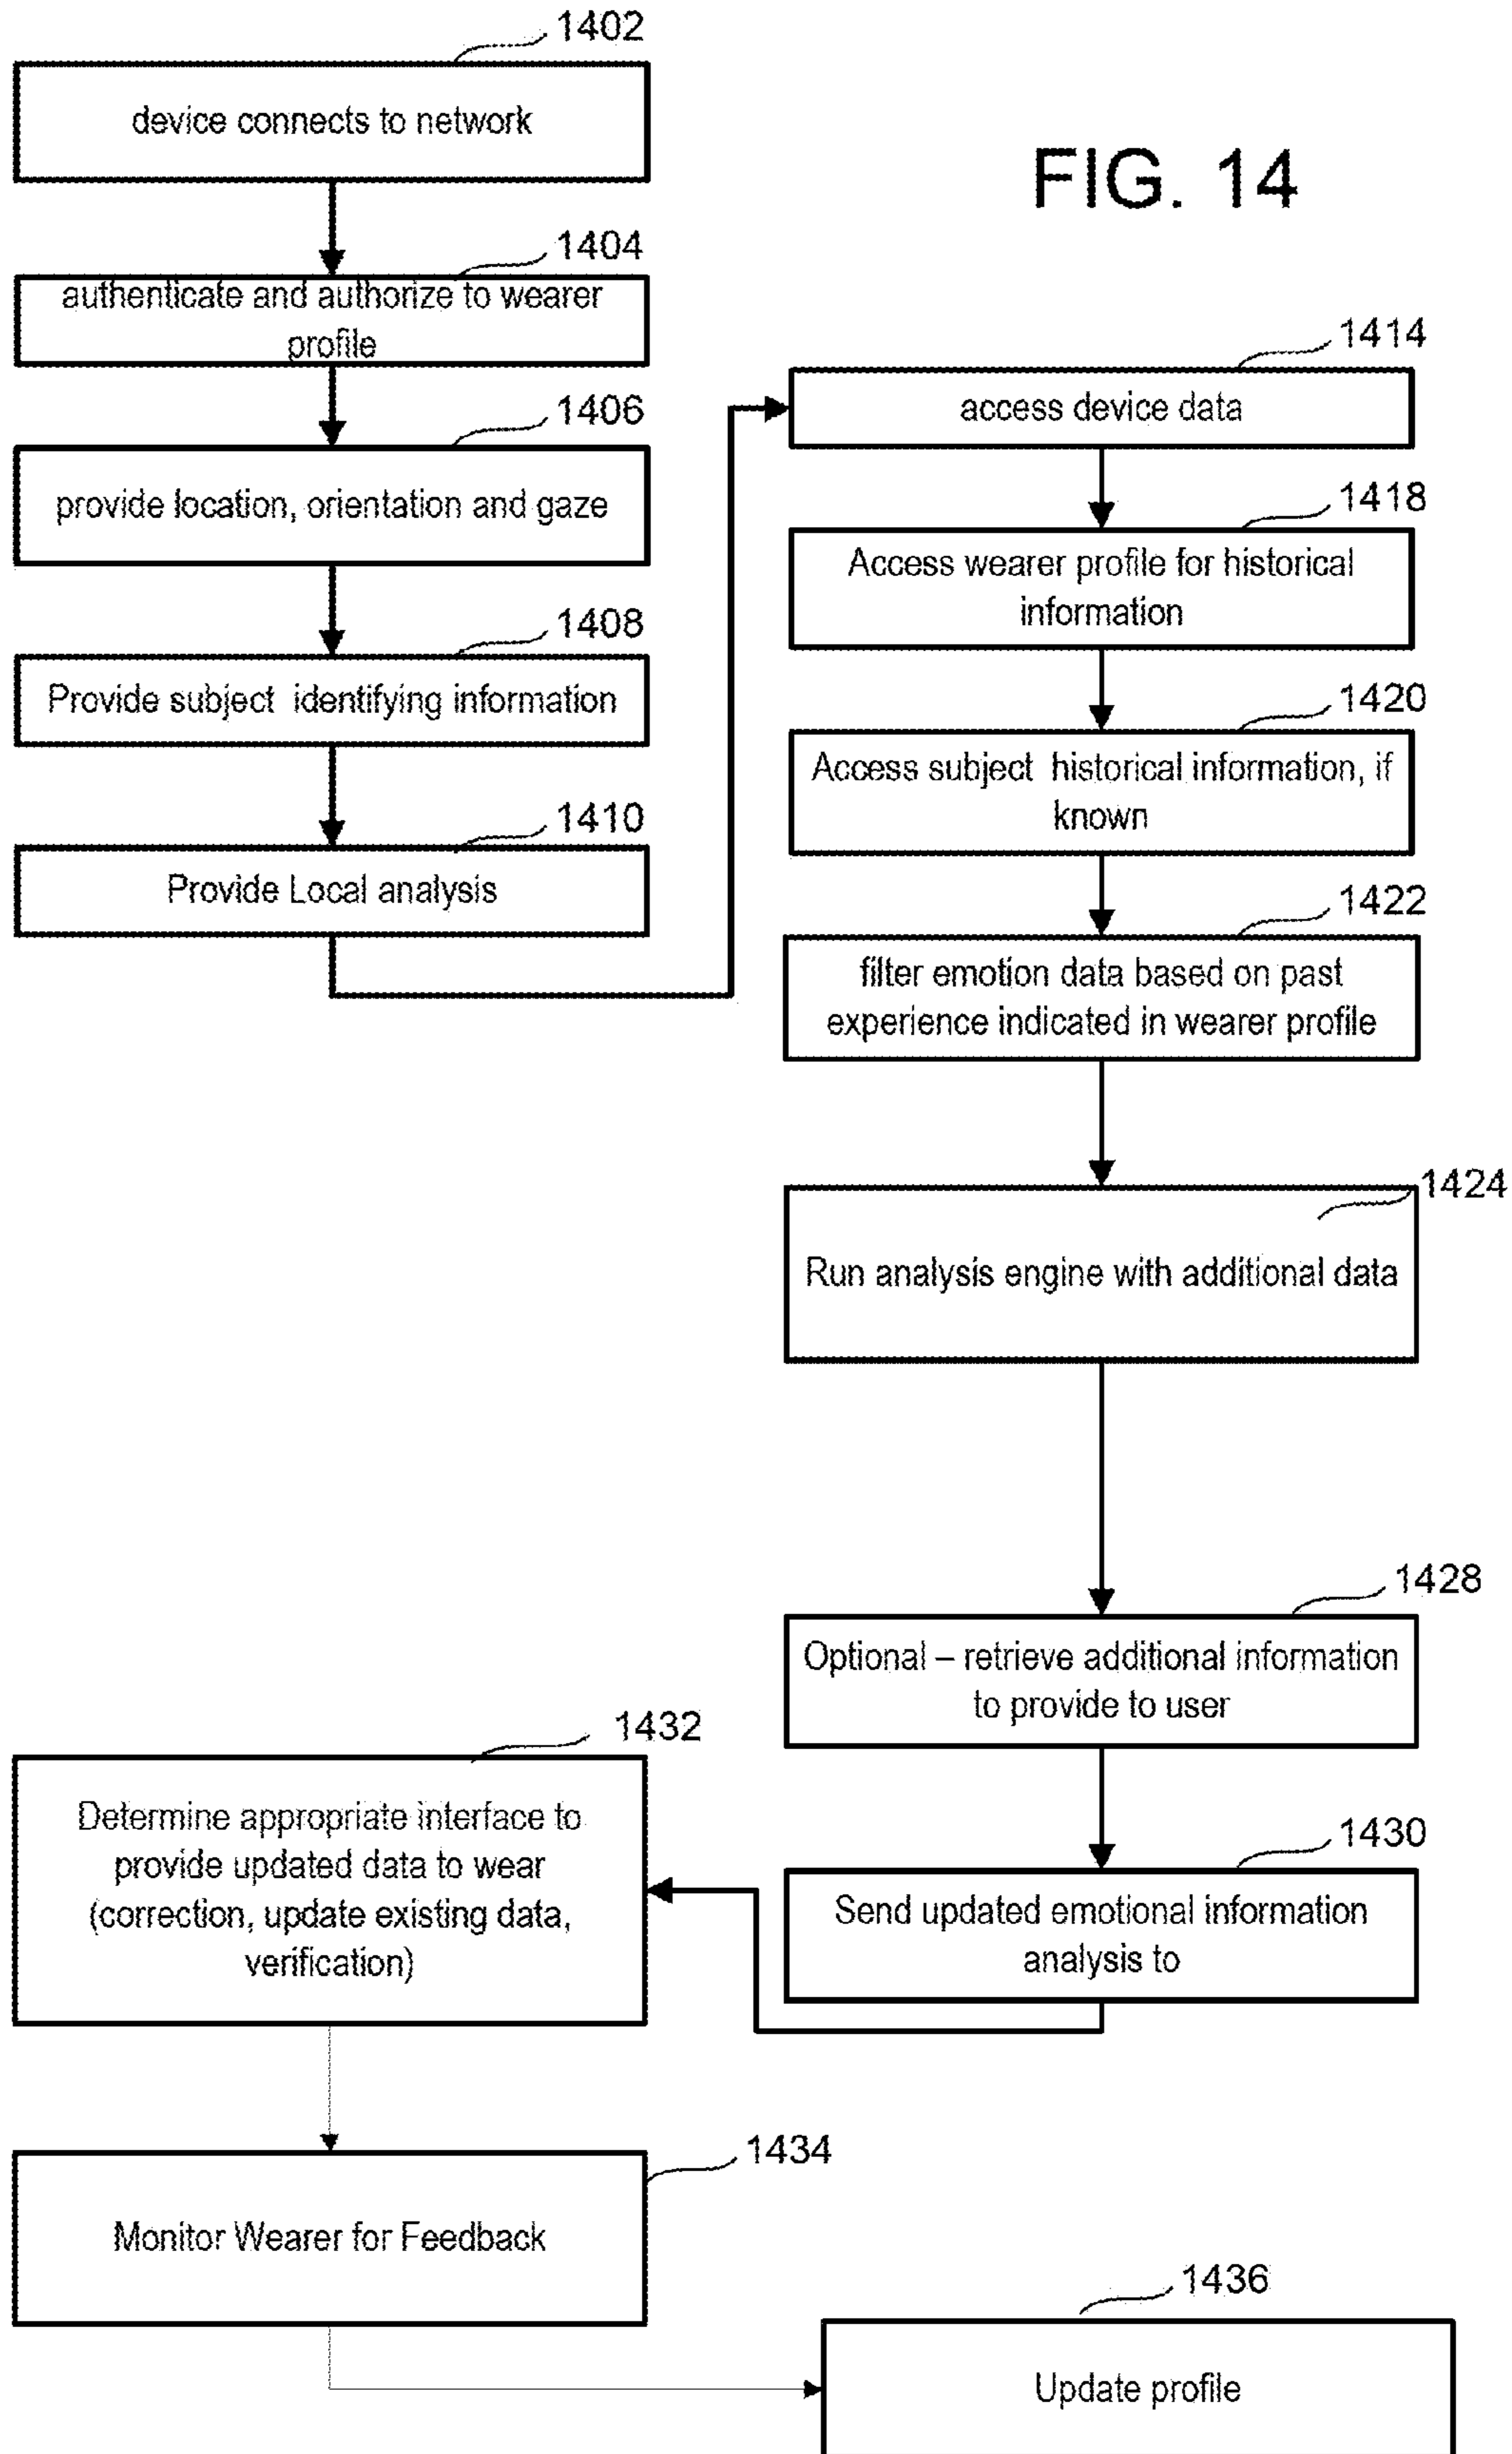 1402
device connects to network
FIG. 14
1404
authenticate and authorize to wearer
profile
1406
provide location, orientation and gaze
1408
Provide subject identifying information
1410
Provide Local analysis
1414
access device data
1418
Access wearer profile for historical
information
1420
Access subject historical information, if
known
1422
filter emotion data based on past
experience indicated in wearer profile
1424
Run analysis engine with additional data
1428
Optional – retrieve additional information
to provide to user
1430
Send updated emotional information
analysis to
1432
Determine appropriate interface to
provide updated data to wear
(correction, update existing data,
verification)
1434
Monitor Wearer for Feedback
1436
Update profile